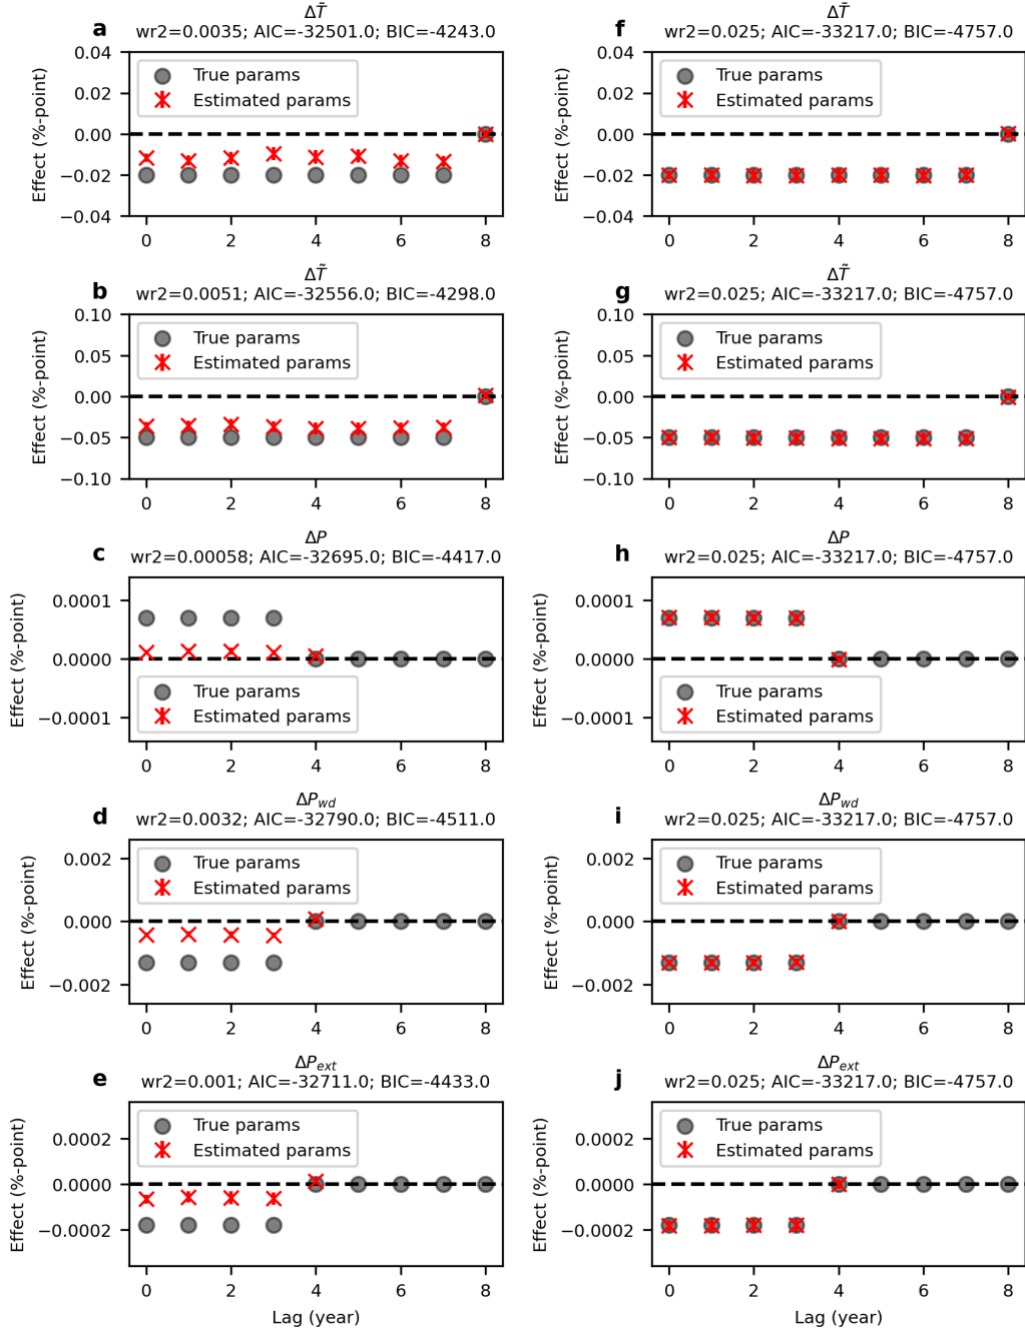 a
ΔT̄
wr2=0.0035; AIC=-32501.0; BIC=-4243.0
Effect (%-point)
0.04
0.02
0.00
−0.02
−0.04
True params
Estimated params
0 2 4 6 8
f
ΔT̄
wr2=0.025; AIC=-33217.0; BIC=-4757.0
Effect (%-point)
0.04
0.02
0.00
−0.02
−0.04
True params
Estimated params
0 2 4 6 8
b
ΔT̃
wr2=0.0051; AIC=-32556.0; BIC=-4298.0
Effect (%-point)
0.10
0.05
0.00
−0.05
−0.10
True params
Estimated params
0 2 4 6 8
g
ΔT̃
wr2=0.025; AIC=-33217.0; BIC=-4757.0
Effect (%-point)
0.10
0.05
0.00
−0.05
−0.10
True params
Estimated params
0 2 4 6 8
c
ΔP
wr2=0.00058; AIC=-32695.0; BIC=-4417.0
Effect (%-point)
0.0001
0.0000
−0.0001
True params
Estimated params
0 2 4 6 8
h
ΔP
wr2=0.025; AIC=-33217.0; BIC=-4757.0
Effect (%-point)
0.0001
0.0000
−0.0001
True params
Estimated params
0 2 4 6 8
d
ΔP_wd
wr2=0.0032; AIC=-32790.0; BIC=-4511.0
Effect (%-point)
0.002
0.000
−0.002
True params
Estimated params
0 2 4 6 8
i
ΔP_wd
wr2=0.025; AIC=-33217.0; BIC=-4757.0
Effect (%-point)
0.002
0.000
−0.002
True params
Estimated params
0 2 4 6 8
e
ΔP_ext
wr2=0.001; AIC=-32711.0; BIC=-4433.0
Effect (%-point)
0.0002
0.0000
−0.0002
True params
Estimated params
0 2 4 6 8
Lag (year)
j
ΔP_ext
wr2=0.025; AIC=-33217.0; BIC=-4757.0
Effect (%-point)
0.0002
0.0000
−0.0002
True params
Estimated params
0 2 4 6 8
Lag (year)